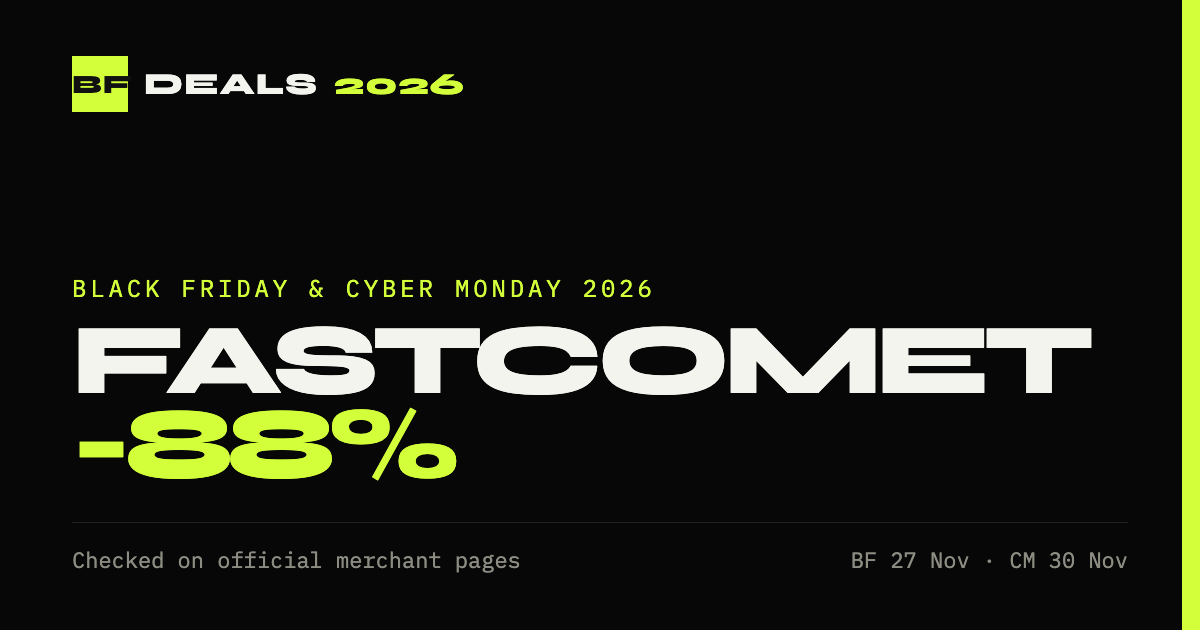 BF DEALS 2026
BLACK FRIDAY & CYBER MONDAY 2026
FASTCOMET
-88%
Checked on official merchant pages
BF 27 Nov · CM 30 Nov